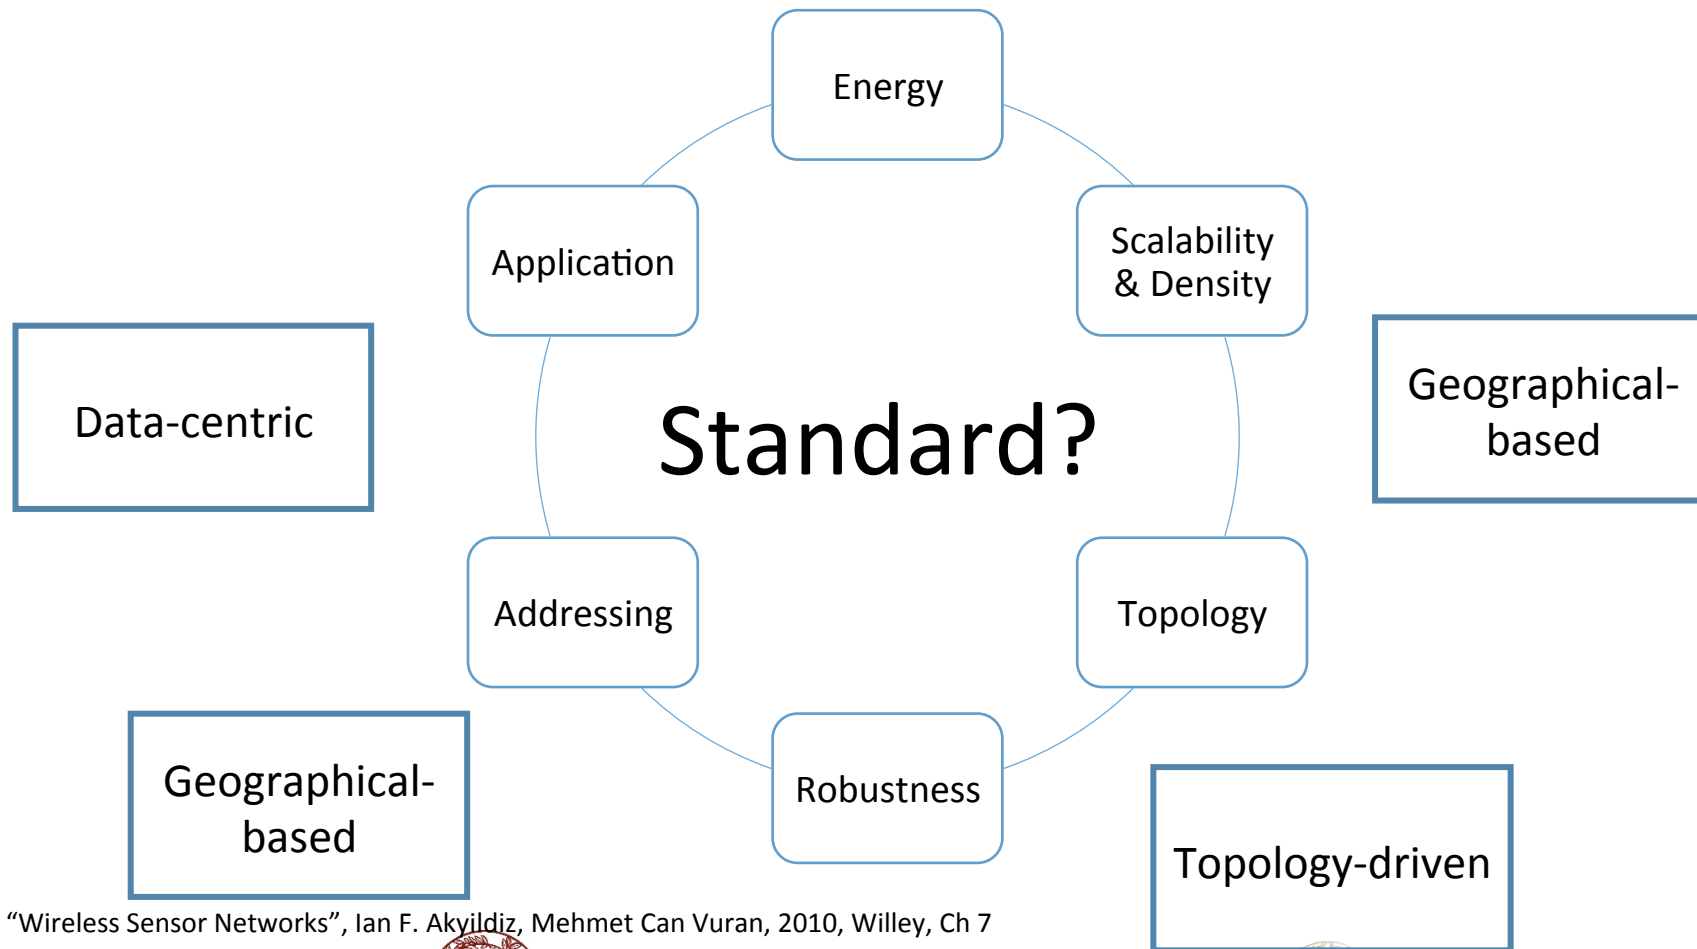 Energy
Application
Scalability
& Density
Data-centric
Standard?
Geographical-
based
Addressing
Topology
Geographical-
based
Robustness
Topology-driven
“Wireless Sensor Networks”, Ian F. Akyildiz, Mehmet Can Vuran, 2010, Willey, Ch 7